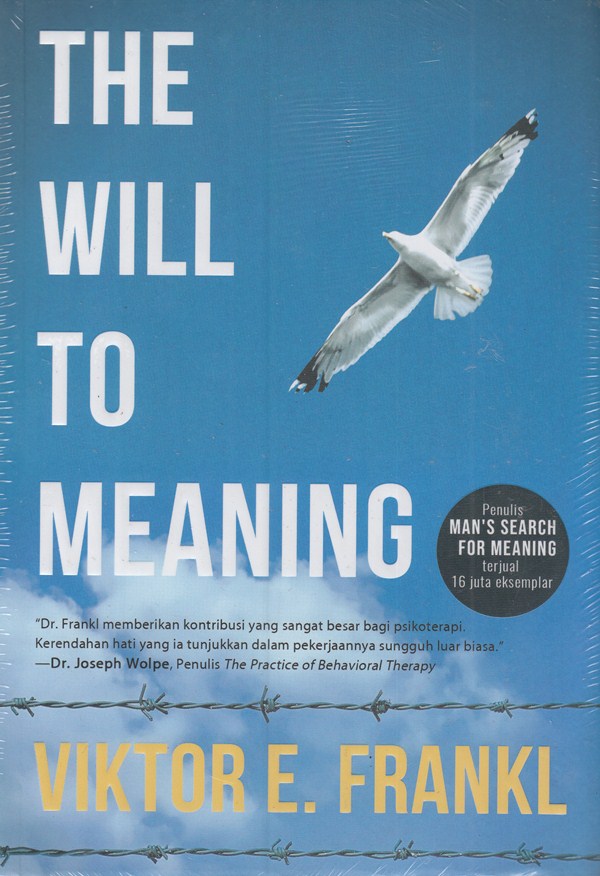 THE
WILL
TO
MEANING
Penulis
MAN'S SEARCH
FOR MEANING
terjual
16 juta eksemplar
“Dr. Frankl memberikan kontribusi yang sangat besar bagi psikoterapi.
Kerendahan hati yang ia tunjukkan dalam pekerjaannya sungguh luar biasa.”
—Dr. Joseph Wolpe, Penulis The Practice of Behavioral Therapy
VIKTOR E. FRANKL